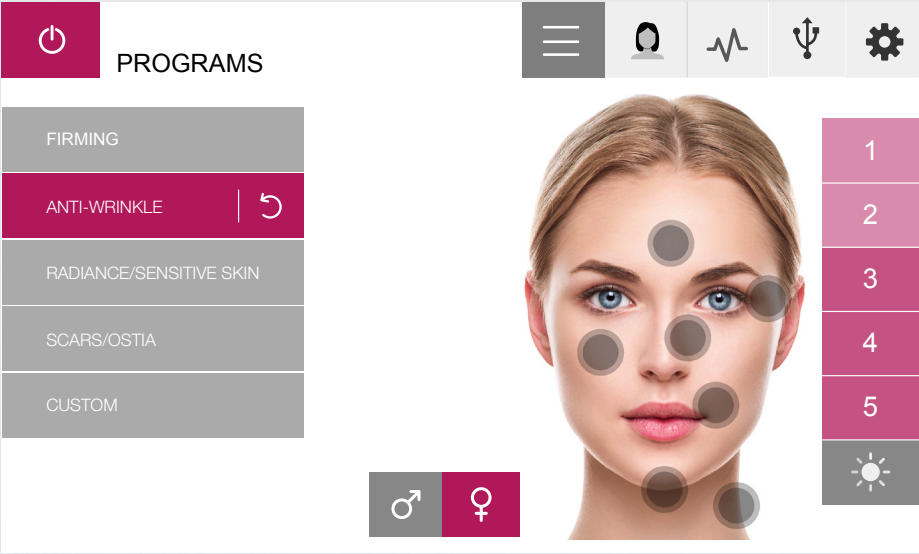 PROGRAMS
FIRMING
ANTI-WRINKLE
RADIANCE/SENSITIVE SKIN
SCARS/OSTIA
CUSTOM
1
2
3
4
5